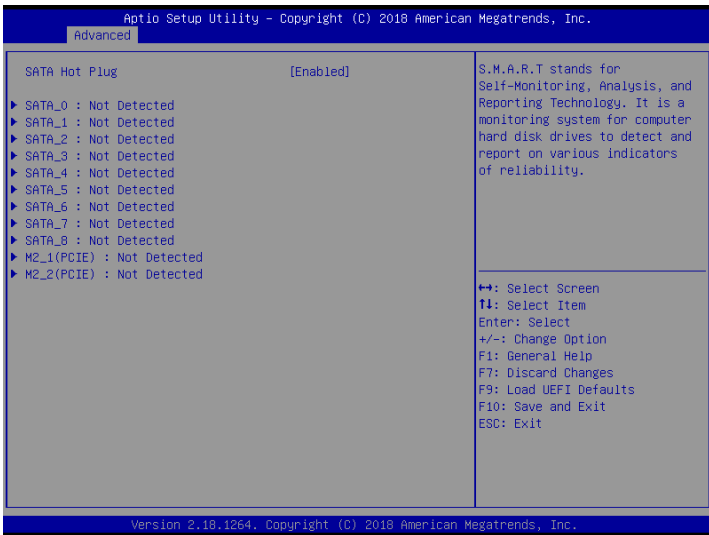 Aptio Setup Utility – Copyright (C) 2018 American Megatrends, Inc.
Advanced
SATA Hot Plug [Enabled]
▶ SATA_0 : Not Detected
▶ SATA_1 : Not Detected
▶ SATA_2 : Not Detected
▶ SATA_3 : Not Detected
▶ SATA_4 : Not Detected
▶ SATA_5 : Not Detected
▶ SATA_6 : Not Detected
▶ SATA_7 : Not Detected
▶ SATA_8 : Not Detected
▶ M2_1(PCIE) : Not Detected
▶ M2_2(PCIE) : Not Detected
S.M.A.R.T stands for
Self-Monitoring, Analysis, and
Reporting Technology. It is a
monitoring system for computer
hard disk drives to detect and
report on various indicators
of reliability.
↔: Select Screen
↑↓: Select Item
Enter: Select
+/-: Change Option
F1: General Help
F7: Discard Changes
F9: Load UEFI Defaults
F10: Save and Exit
ESC: Exit
Version 2.18.1264. Copyright (C) 2018 American Megatrends, Inc.